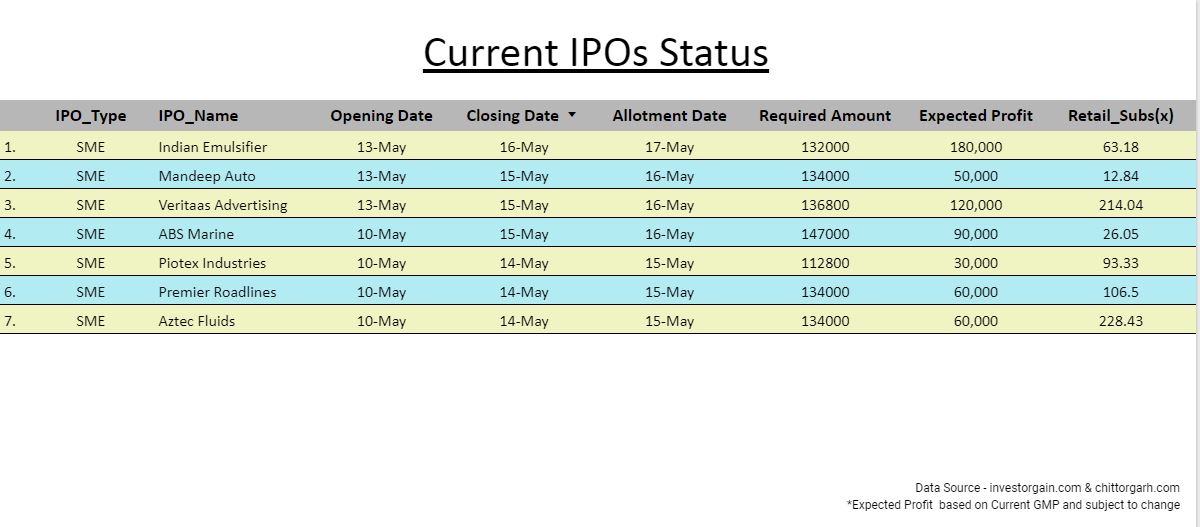 Current IPOs Status
IPO_Type IPO_Name Opening Date Closing Date Allotment Date Required Amount Expected Profit Retail_Subs(x)
1. SME Indian Emulsifier 13-May 16-May 17-May 132000 180,000 63.18
2. SME Mandeep Auto 13-May 15-May 16-May 134000 50,000 12.84
3. SME Veritaas Advertising 13-May 15-May 16-May 136800 120,000 214.04
4. SME ABS Marine 10-May 15-May 16-May 147000 90,000 26.05
5. SME Piotex Industries 10-May 14-May 15-May 112800 30,000 93.33
6. SME Premier Roadlines 10-May 14-May 15-May 134000 60,000 106.5
7. SME Aztec Fluids 10-May 14-May 15-May 134000 60,000 228.43
Data Source - investorgain.com & chittorgarh.com
*Expected Profit based on Current GMP and subject to change